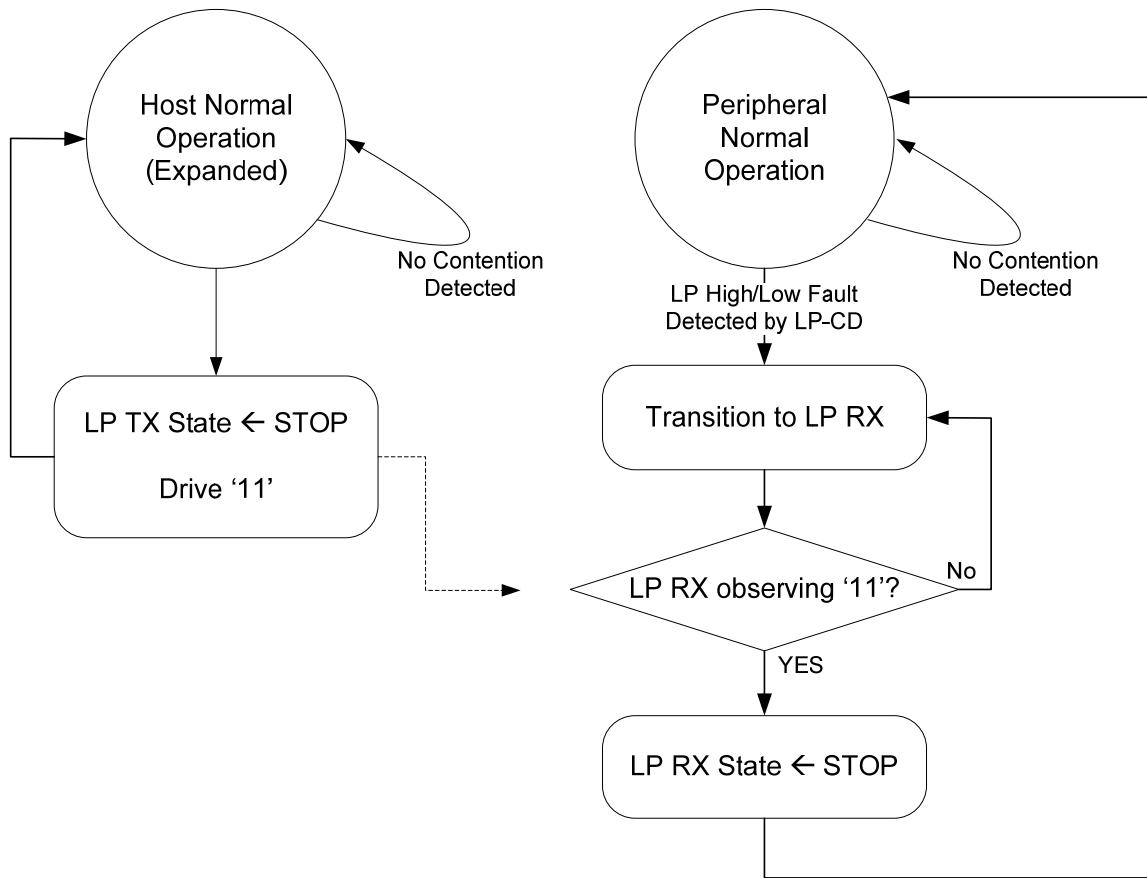 Host Normal
Operation
(Expanded)
No Contention
Detected
LP TX State ← STOP
Drive ‘11’
Peripheral
Normal
Operation
No Contention
Detected
LP High/Low Fault
Detected by LP-CD
Transition to LP RX
LP RX observing ‘11’?
No
YES
LP RX State ← STOP